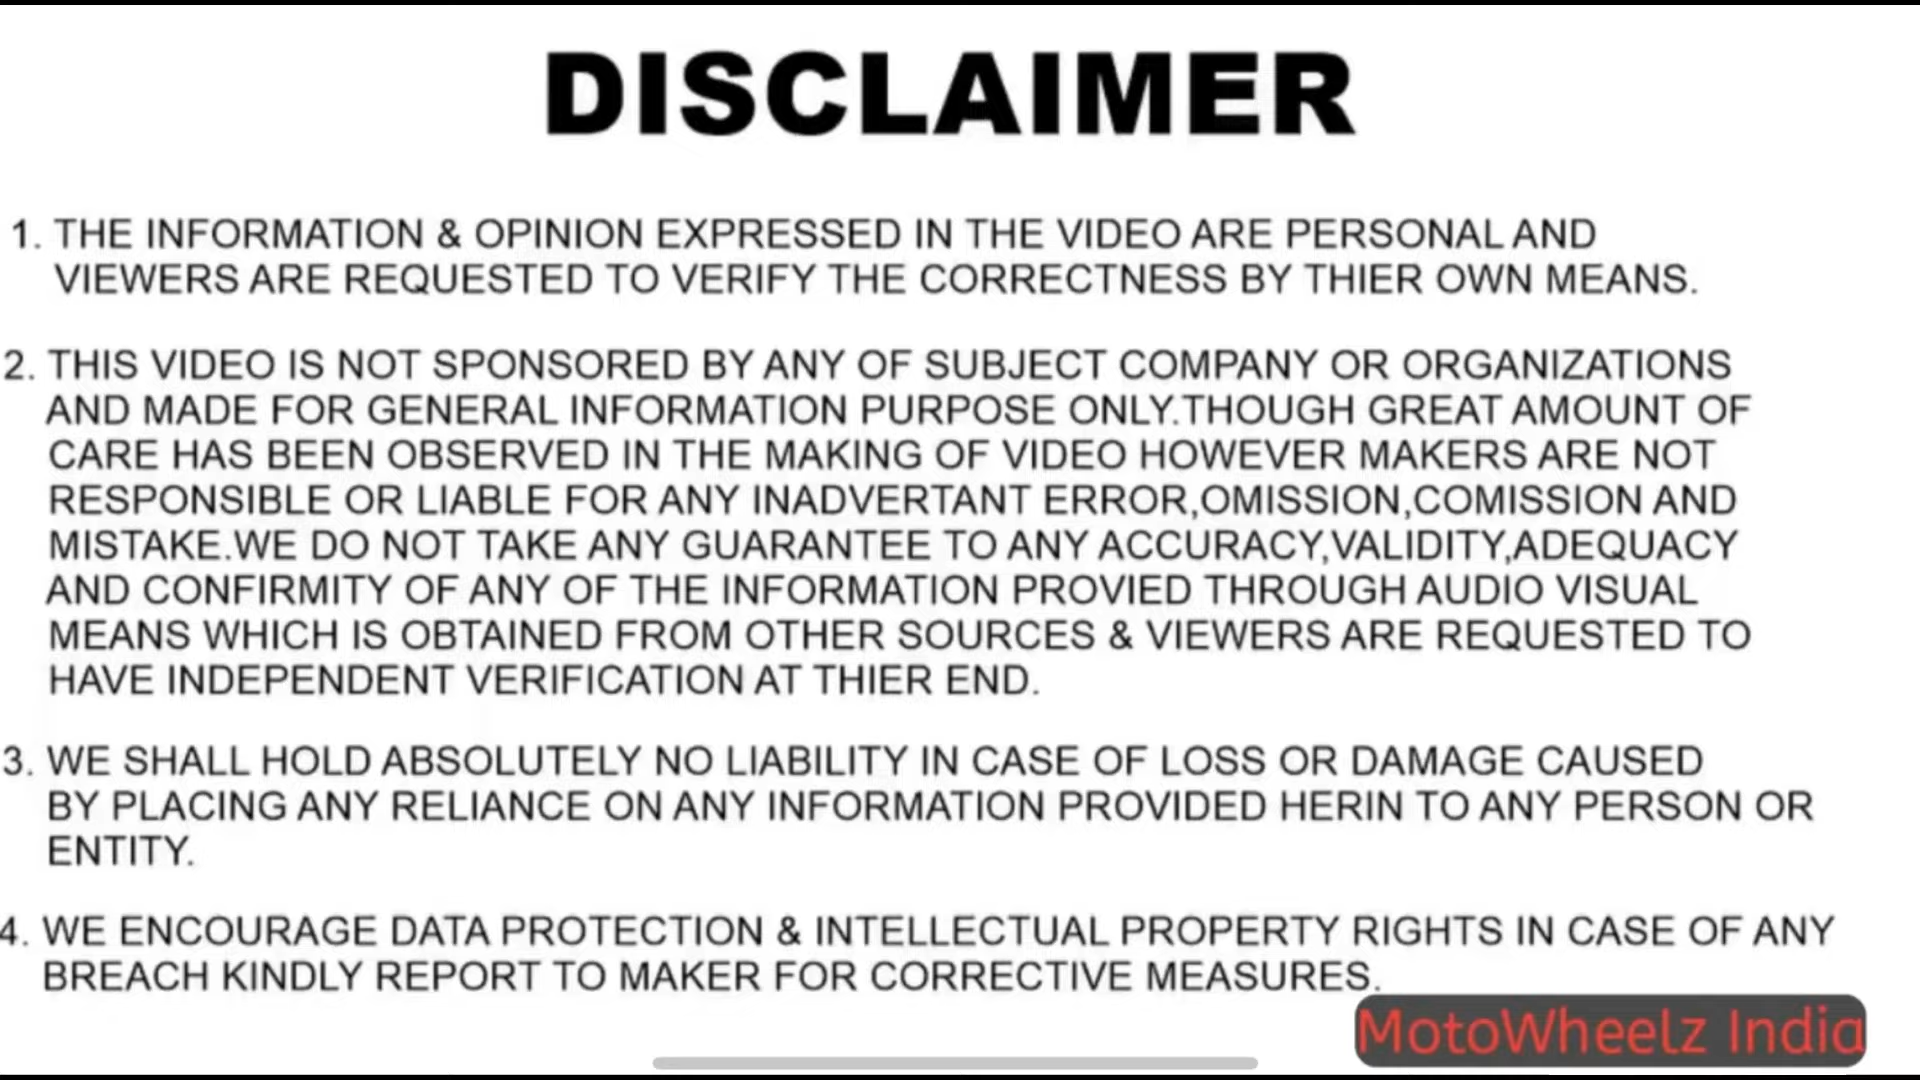 DISCLAIMER
1. THE INFORMATION & OPINION EXPRESSED IN THE VIDEO ARE PERSONAL AND
VIEWERS ARE REQUESTED TO VERIFY THE CORRECTNESS BY THIER OWN MEANS.
2. THIS VIDEO IS NOT SPONSORED BY ANY OF SUBJECT COMPANY OR ORGANIZATIONS
AND MADE FOR GENERAL INFORMATION PURPOSE ONLY.THOUGH GREAT AMOUNT OF
CARE HAS BEEN OBSERVED IN THE MAKING OF VIDEO HOWEVER MAKERS ARE NOT
RESPONSIBLE OR LIABLE FOR ANY INADVERTANT ERROR,OMISSION,COMISSION AND
MISTAKE.WE DO NOT TAKE ANY GUARANTEE TO ANY ACCURACY,VALIDITY,ADEQUACY
AND CONFIRMITY OF ANY OF THE INFORMATION PROVIED THROUGH AUDIO VISUAL
MEANS WHICH IS OBTAINED FROM OTHER SOURCES & VIEWERS ARE REQUESTED TO
HAVE INDEPENDENT VERIFICATION AT THIER END.
3. WE SHALL HOLD ABSOLUTELY NO LIABILITY IN CASE OF LOSS OR DAMAGE CAUSED
BY PLACING ANY RELIANCE ON ANY INFORMATION PROVIDED HERIN TO ANY PERSON OR
ENTITY.
4. WE ENCOURAGE DATA PROTECTION & INTELLECTUAL PROPERTY RIGHTS IN CASE OF ANY
BREACH KINDLY REPORT TO MAKER FOR CORRECTIVE MEASURES.
MotoWheelz India